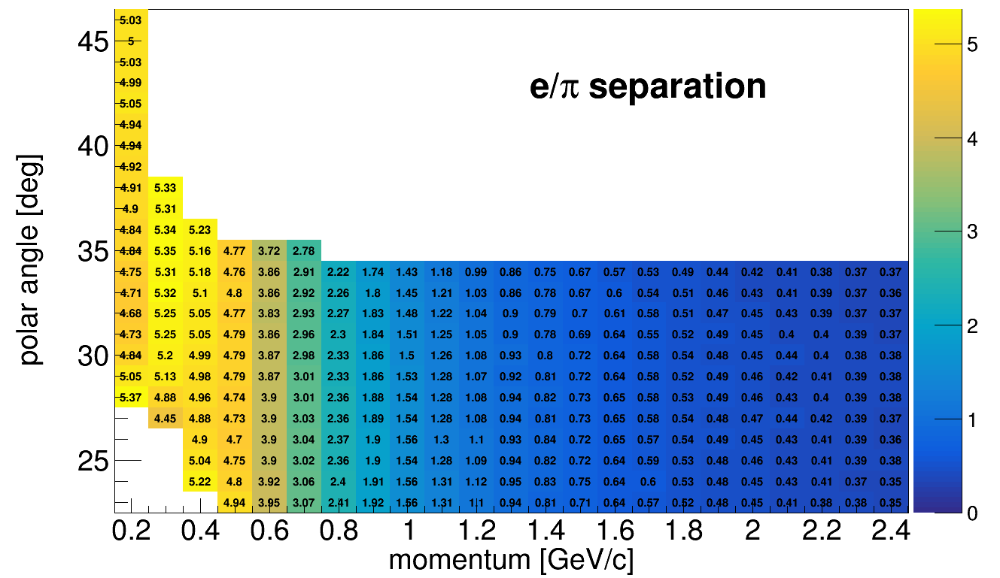 e/π separation
polar angle [deg]
momentum [GeV/c]
45
40
35
30
25
0.2 0.4 0.6 0.8 1 1.2 1.4 1.6 1.8 2 2.2 2.4
5
4
3
2
1
0
5.03
5
5.03
4.99
5.05
4.94
4.94
4.92
4.91 5.33
4.9 5.31
4.84 5.34 5.23
4.84 5.35 5.16 4.77 3.72 2.78
4.75 5.31 5.18 4.76 3.86 2.91 2.22 1.74 1.43 1.18 0.99 0.86 0.75 0.67 0.57 0.53 0.49 0.44 0.42 0.41 0.38 0.37 0.37
4.71 5.32 5.1 4.8 3.86 2.92 2.26 1.8 1.45 1.21 1.03 0.86 0.78 0.67 0.6 0.54 0.51 0.46 0.43 0.41 0.39 0.37 0.36
4.68 5.25 5.05 4.77 3.83 2.93 2.27 1.83 1.48 1.22 1.04 0.9 0.79 0.7 0.61 0.58 0.51 0.47 0.45 0.43 0.39 0.37 0.37
4.73 5.25 5.05 4.79 3.86 2.96 2.3 1.84 1.51 1.25 1.05 0.9 0.78 0.69 0.64 0.55 0.52 0.49 0.45 0.4 0.4 0.39 0.37
4.84 5.2 4.99 4.79 3.87 2.98 2.33 1.86 1.5 1.26 1.08 0.93 0.8 0.72 0.64 0.58 0.54 0.48 0.45 0.44 0.4 0.38 0.38
5.05 5.13 4.98 4.79 3.87 3.01 2.33 1.86 1.53 1.28 1.07 0.92 0.81 0.72 0.64 0.58 0.52 0.49 0.46 0.42 0.41 0.39 0.38
5.37 4.88 4.96 4.74 3.9 3.01 2.36 1.88 1.54 1.28 1.08 0.94 0.82 0.73 0.65 0.58 0.53 0.49 0.46 0.43 0.4 0.39 0.38
4.45 4.88 4.73 3.9 3.03 2.36 1.89 1.54 1.28 1.08 0.94 0.81 0.73 0.65 0.58 0.54 0.48 0.47 0.44 0.42 0.39 0.37
4.9 4.7 3.9 3.04 2.37 1.9 1.56 1.3 1.1 0.93 0.84 0.72 0.65 0.57 0.54 0.49 0.45 0.43 0.41 0.39 0.36
5.04 4.75 3.9 3.02 2.36 1.9 1.54 1.28 1.09 0.94 0.82 0.72 0.64 0.59 0.53 0.48 0.46 0.43 0.41 0.39 0.38
5.22 4.8 3.92 3.06 2.4 1.91 1.56 1.31 1.12 0.95 0.83 0.75 0.64 0.6 0.53 0.48 0.45 0.43 0.41 0.37 0.35
4.94 3.95 3.07 2.41 1.92 1.56 1.31 1.1 0.94 0.81 0.71 0.64 0.57 0.52 0.48 0.45 0.41 0.38 0.38 0.35